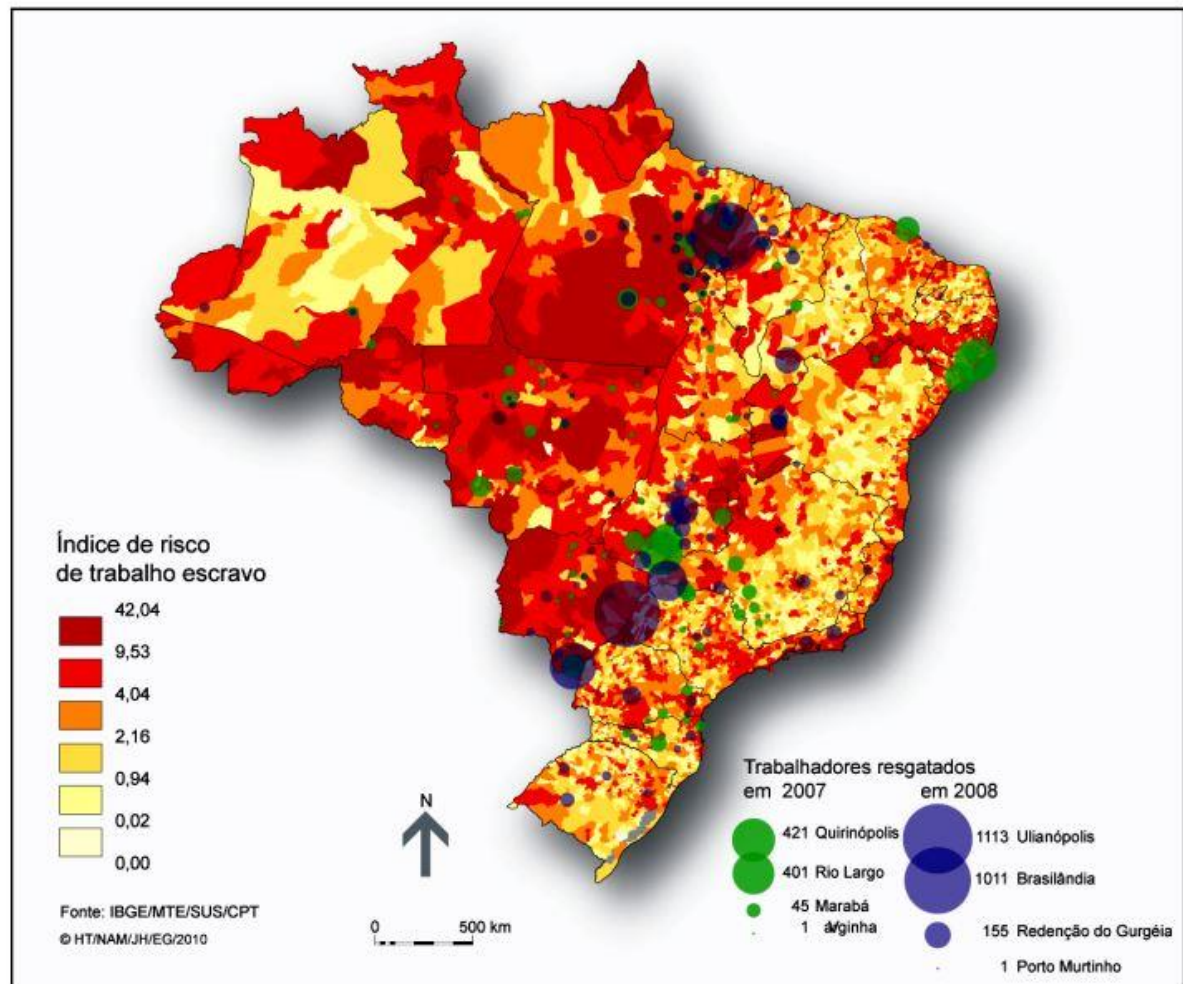 Índice de risco
de trabalho escravo
42,04
9,53
4,04
2,16
0,94
0,02
0,00
Fonte: IBGE/MTE/SUS/CPT
© HT/NAM/JH/EG/2010
N
0 500 km
Trabalhadores resgatados
em 2007 em 2008
421 Quirinópolis
401 Rio Largo
45 Marabá
1
1113 Ulianópolis
1011 Brasilândia
155 Redenção do Gurgéia
1 Porto Murtinho